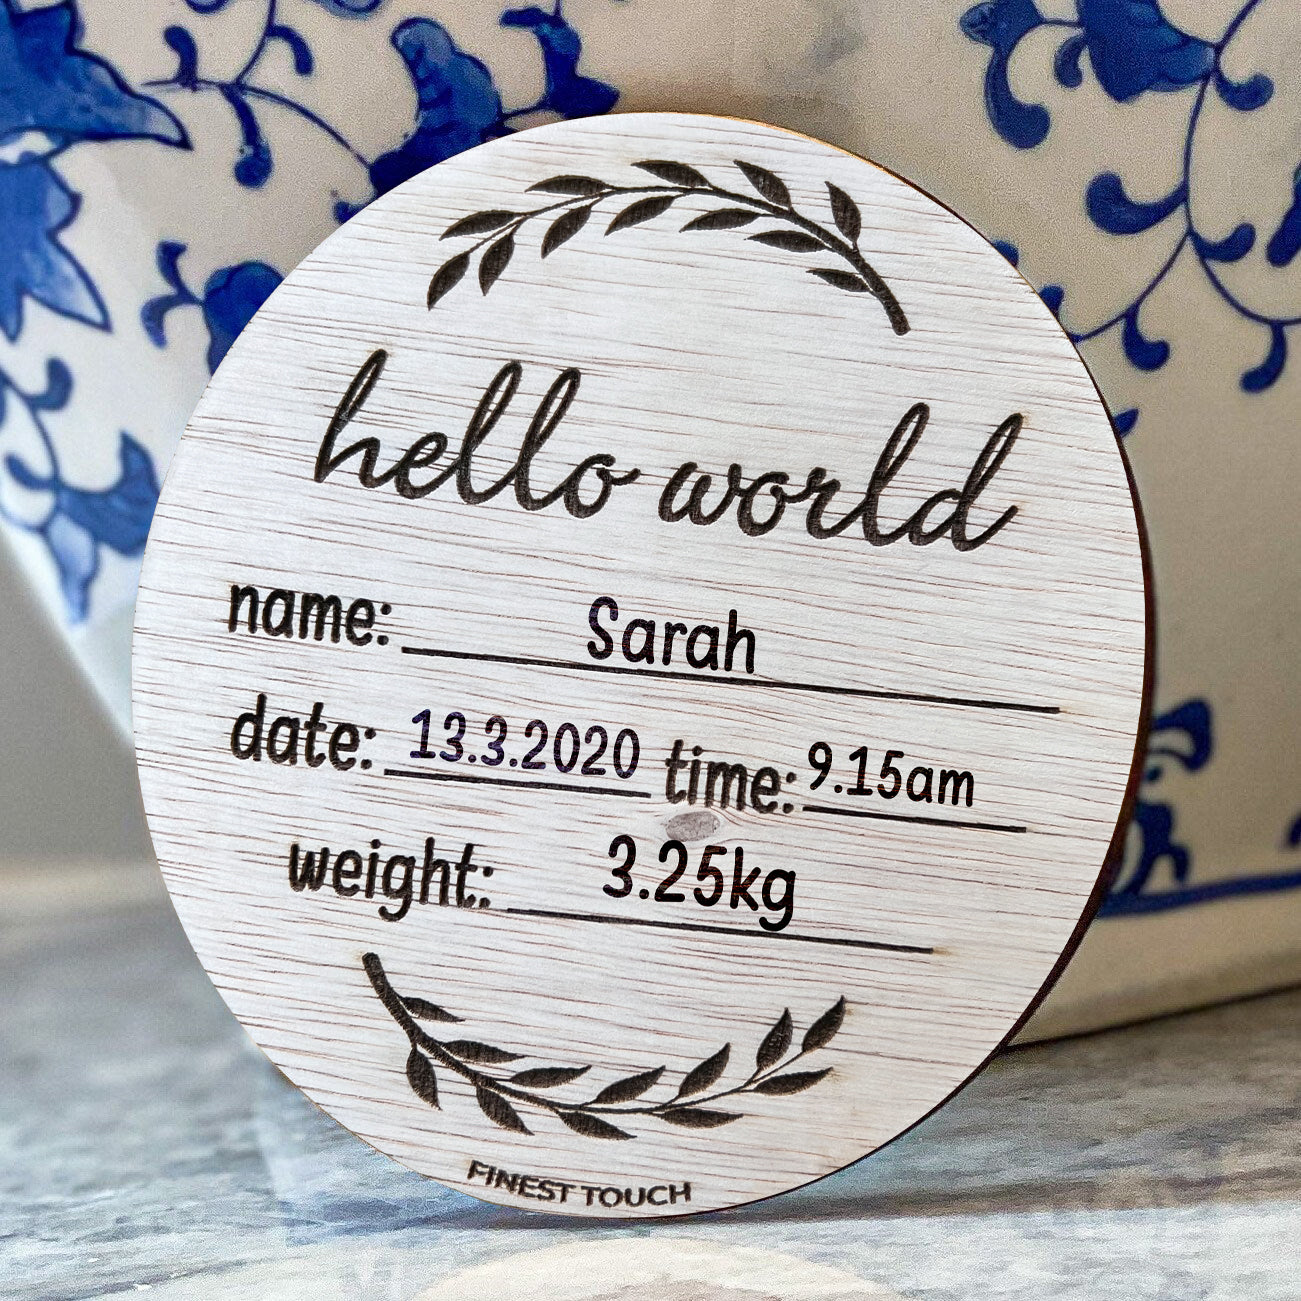 hello world
name: Sarah
date: 13.3.2020 time: 9.15am
weight: 3.25kg
FINEST TOUCH